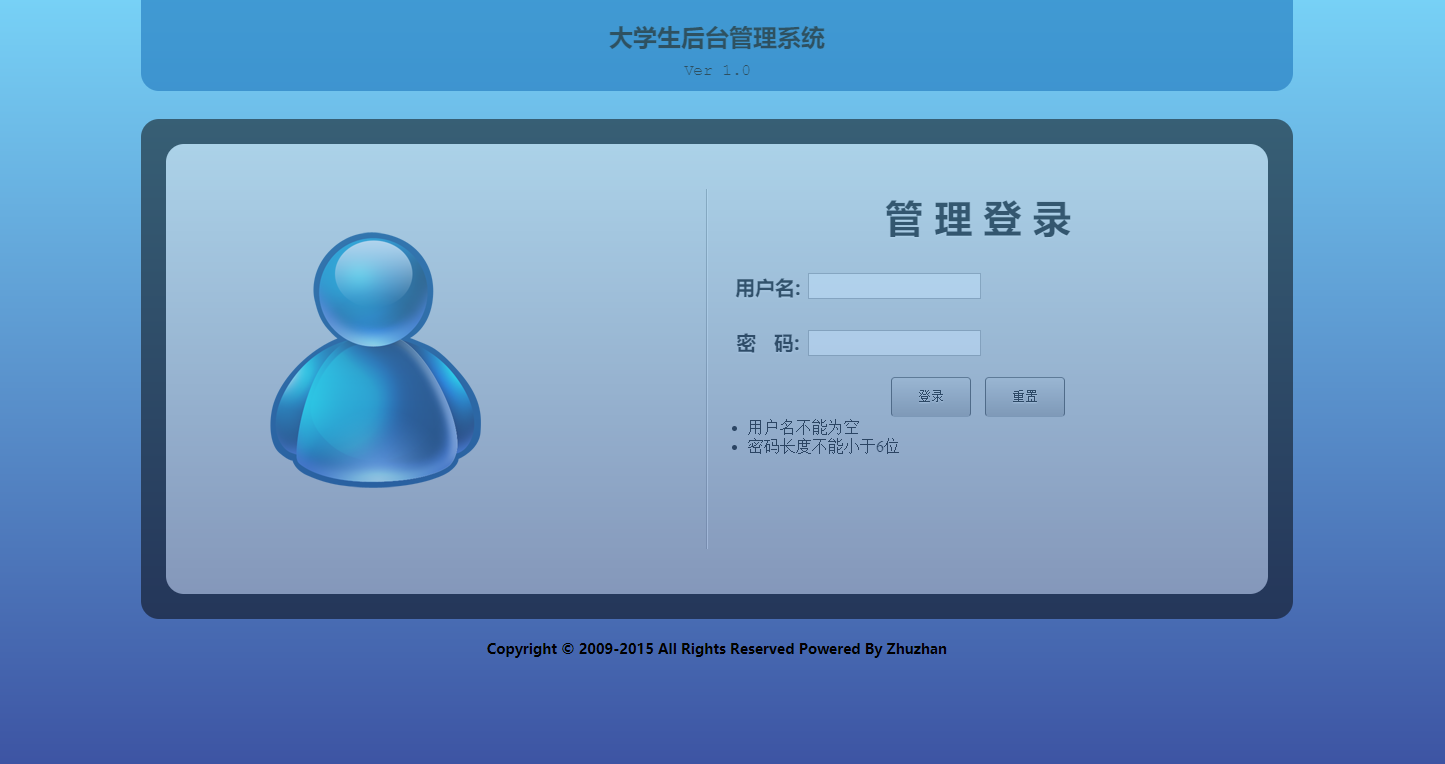 大学生后台管理系统
Ver 1.0
管 理 登 录
用户名:
密 码:
登录 重置
• 用户名不能为空
• 密码长度不能小于6位
Copyright © 2009-2015 All Rights Reserved Powered By Zhuzhan